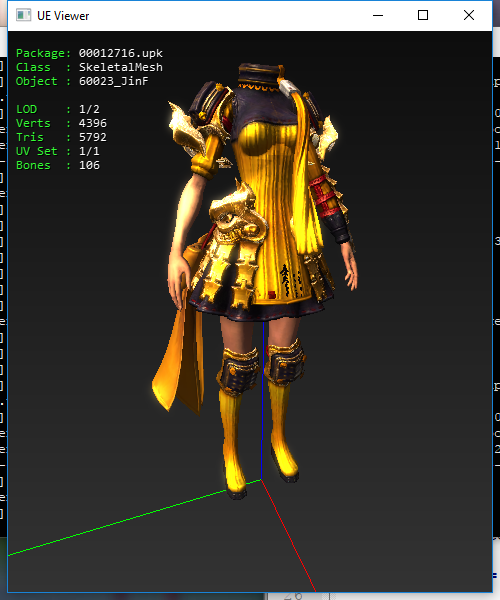 UE Viewer
Package: 00012716.upk
Class : SkeletalMesh
Object : 60023_JinF
LOD : 1/2
Verts : 4396
Tris : 5792
UV Set : 1/1
Bones : 106